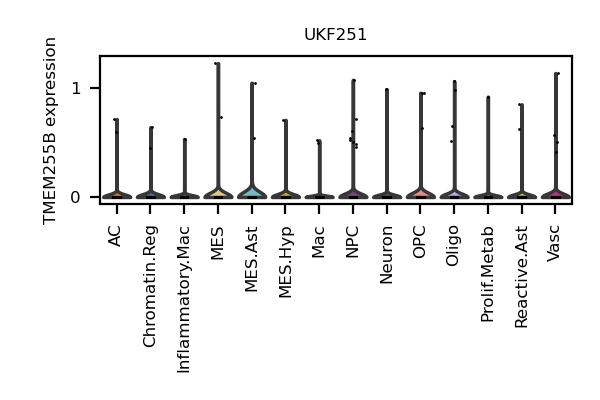 UKF251
TMEM255B expression
1
0
AC
Chromatin.Reg
Inflammatory.Mac
MES
MES.Ast
MES.Hyp
Mac
NPC
Neuron
OPC
Oligo
Prolif.Metab
Reactive.Ast
Vasc